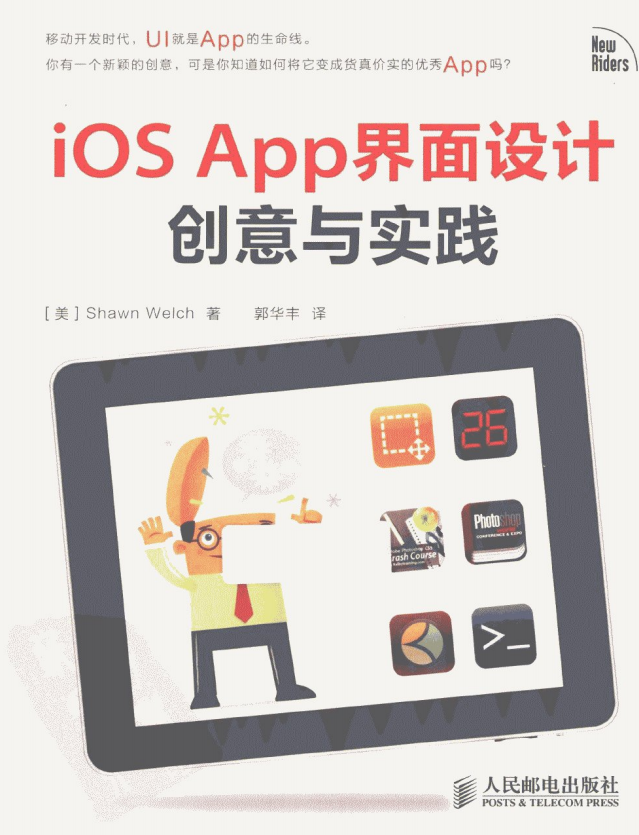 移动开发时代，UI就是App的生命线。
你有一个新颖的创意，可是你知道如何将它变成货真价实的优秀App吗？
New
Riders
iOS App界面设计
创意与实践
[美] Shawn Welch 著 郭华丰 译
26
Photoshop
CONFERENCE & EXPO
rash Course
>_
人民邮电出版社
POSTS & TELECOM PRESS